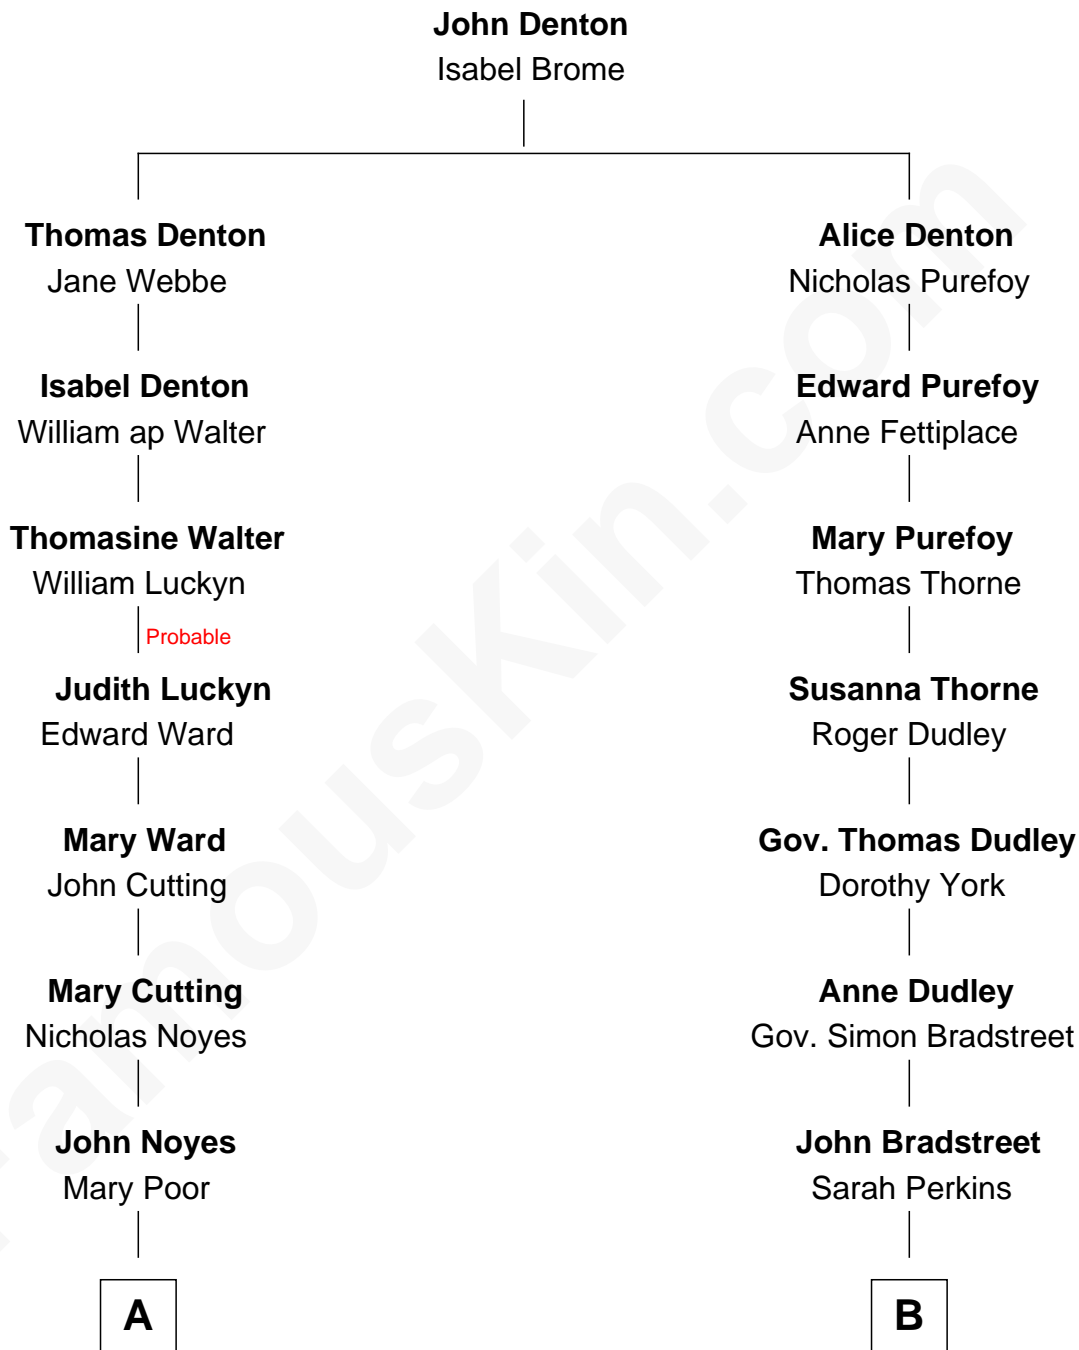 John Denton
Isabel Brome
Thomas Denton
Jane Webbe
Isabel Denton
William ap Walter
Thomasine Walter
William Luckyn
Probable
Judith Luckyn
Edward Ward
Mary Ward
John Cutting
Mary Cutting
Nicholas Noyes
John Noyes
Mary Poor
A
Alice Denton
Nicholas Purefoy
Edward Purefoy
Anne Fettiplace
Mary Purefoy
Thomas Thorne
Susanna Thorne
Roger Dudley
Gov. Thomas Dudley
Dorothy York
Anne Dudley
Gov. Simon Bradstreet
John Bradstreet
Sarah Perkins
B
FamousKin.com